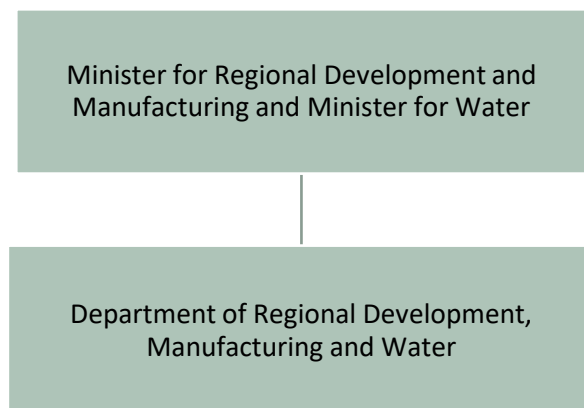 Minister for Regional Development and
Manufacturing and Minister for Water
Department of Regional Development,
Manufacturing and Water